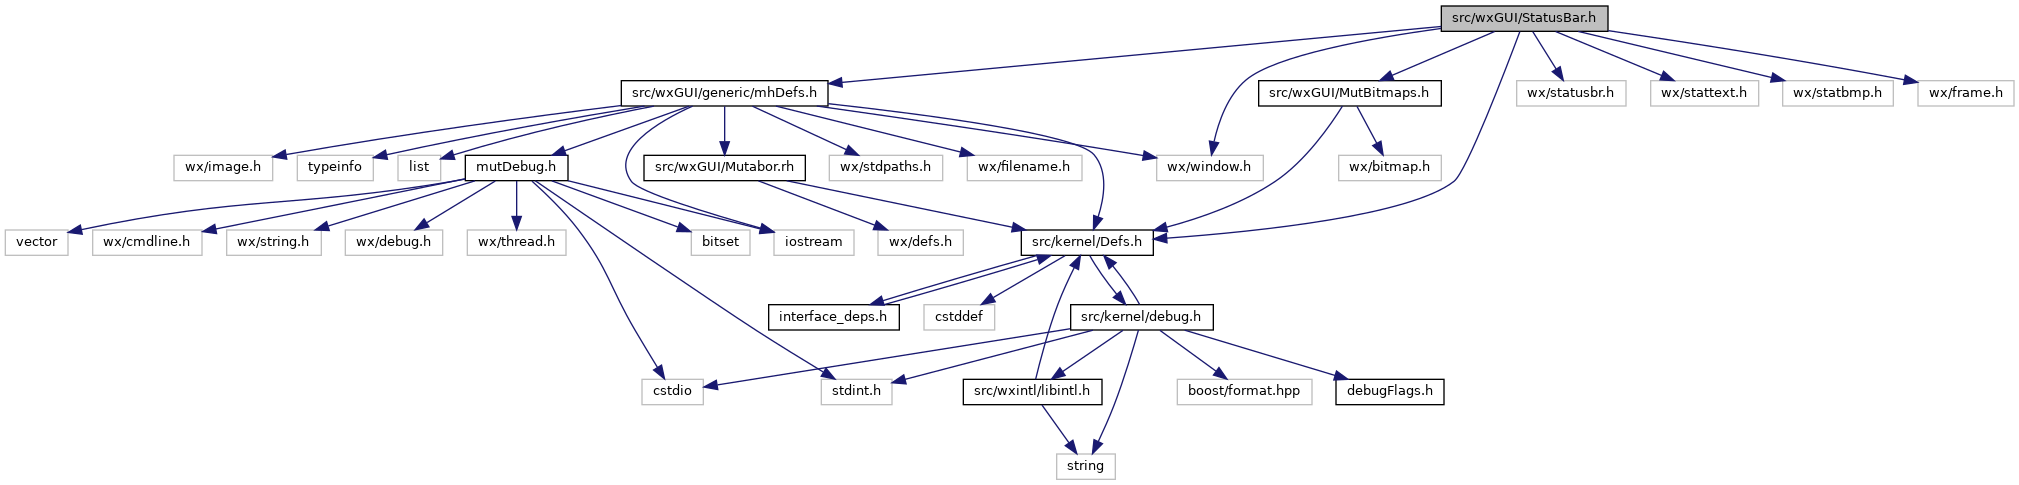 src/wxGUI/StatusBar.h
src/wxGUI/generic/mhDefs.h
src/wxGUI/MutBitmaps.h
wx/statusbr.h
wx/stattext.h
wx/statbmp.h
wx/frame.h
wx/image.h
typeinfo
list
mutDebug.h
src/wxGUI/Mutabor.rh
wx/stdpaths.h
wx/filename.h
wx/window.h
wx/bitmap.h
vector
wx/cmdline.h
wx/string.h
wx/debug.h
wx/thread.h
bitset
iostream
wx/defs.h
src/kernel/Defs.h
interface_deps.h
cstddef
src/kernel/debug.h
cstdio
stdint.h
src/wxintl/libintl.h
boost/format.hpp
debugFlags.h
string